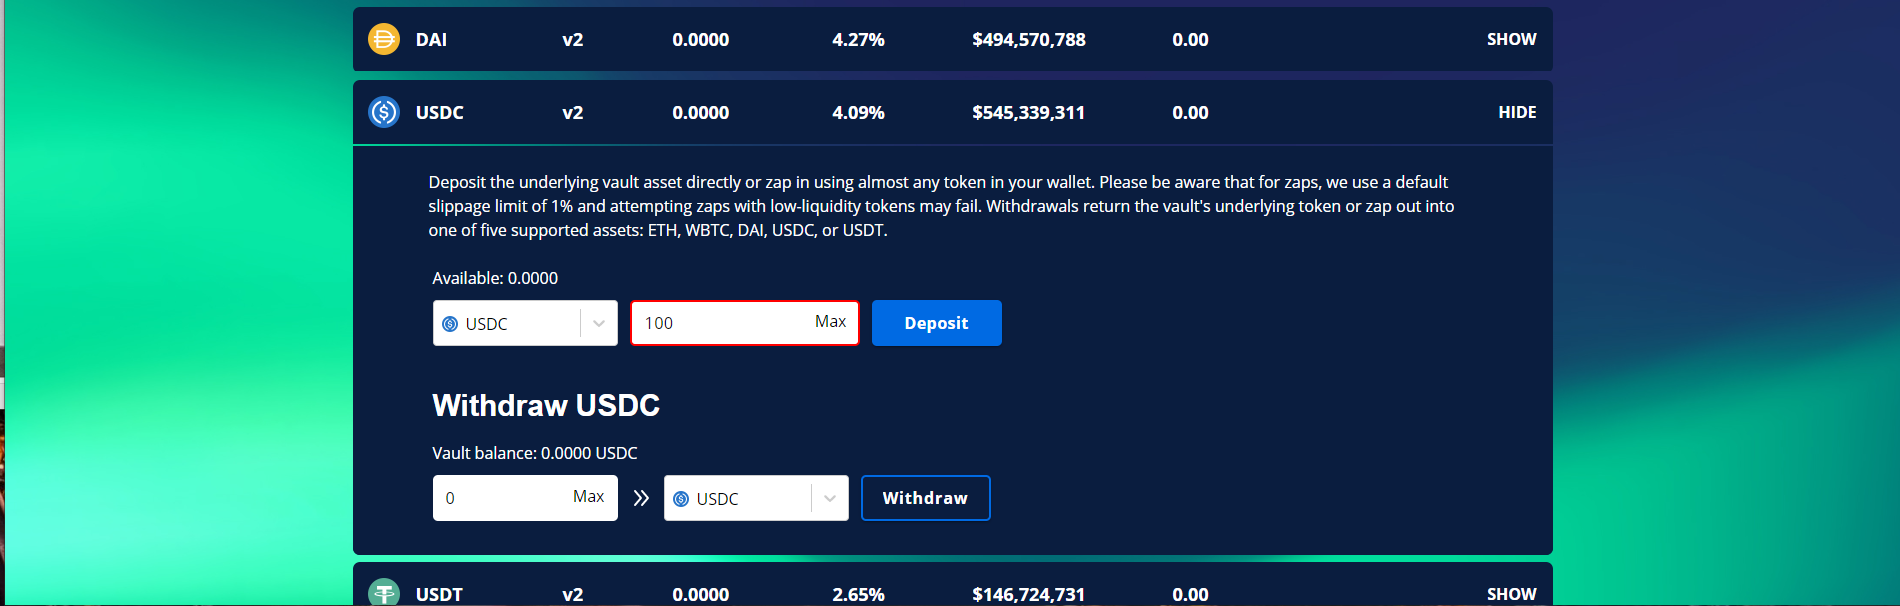 DAI v2 0.0000 4.27% $494,570,788 0.00 SHOW
USDC v2 0.0000 4.09% $545,339,311 0.00 HIDE
Deposit the underlying vault asset directly or zap in using almost any token in your wallet. Please be aware that for zaps, we use a default
slippage limit of 1% and attempting zaps with low-liquidity tokens may fail. Withdrawals return the vault's underlying token or zap out into
one of five supported assets: ETH, WBTC, DAI, USDC, or USDT.
Available: 0.0000
USDC 100 Max Deposit
Withdraw USDC
Vault balance: 0.0000 USDC
0 Max USDC Withdraw
USDT v2 0.0000 2.65% $146,724,731 0.00 SHOW